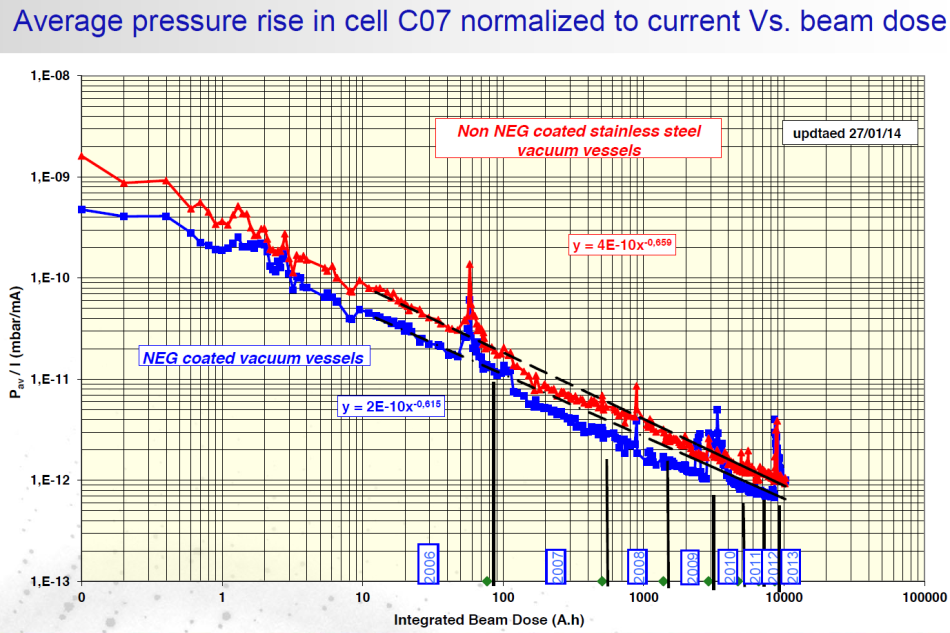 Average pressure rise in cell C07 normalized to current Vs. beam dose
1,E-08
Non NEG coated stainless steel
vacuum vessels
updtaed 27/01/14
1,E-09
y = 4E-10x-0,659
1,E-10
P av / I (mbar/mA)
NEG coated vacuum vessels
1,E-11
y = 2E-10x-0,615
1,E-12
2006
2007
2008
2009
2010
2011
2012
2013
1,E-13
0
1
10
100
1000
10000
100000
Integrated Beam Dose (A.h)